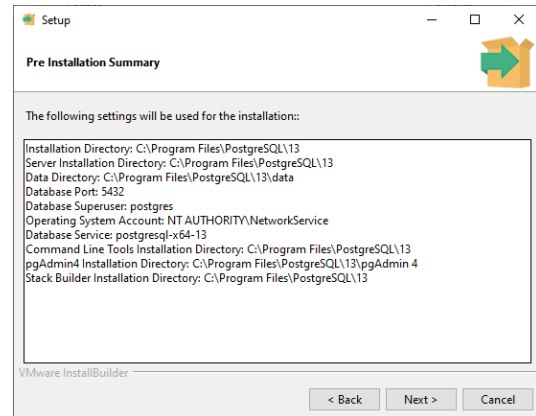 Setup
Pre Installation Summary
The following settings will be used for the installation::
Installation Directory: C:\Program Files\PostgreSQL\13
Server Installation Directory: C:\Program Files\PostgreSQL\13
Data Directory: C:\Program Files\PostgreSQL\13\data
Database Port: 5432
Database Superuser: postgres
Operating System Account: NT AUTHORITY\NetworkService
Database Service: postgresql-x64-13
Command Line Tools Installation Directory: C:\Program Files\PostgreSQL\13
pgAdmin4 Installation Directory: C:\Program Files\PostgreSQL\13\pgAdmin 4
Stack Builder Installation Directory: C:\Program Files\PostgreSQL\13
VMware InstallBuilder
< Back Next > Cancel